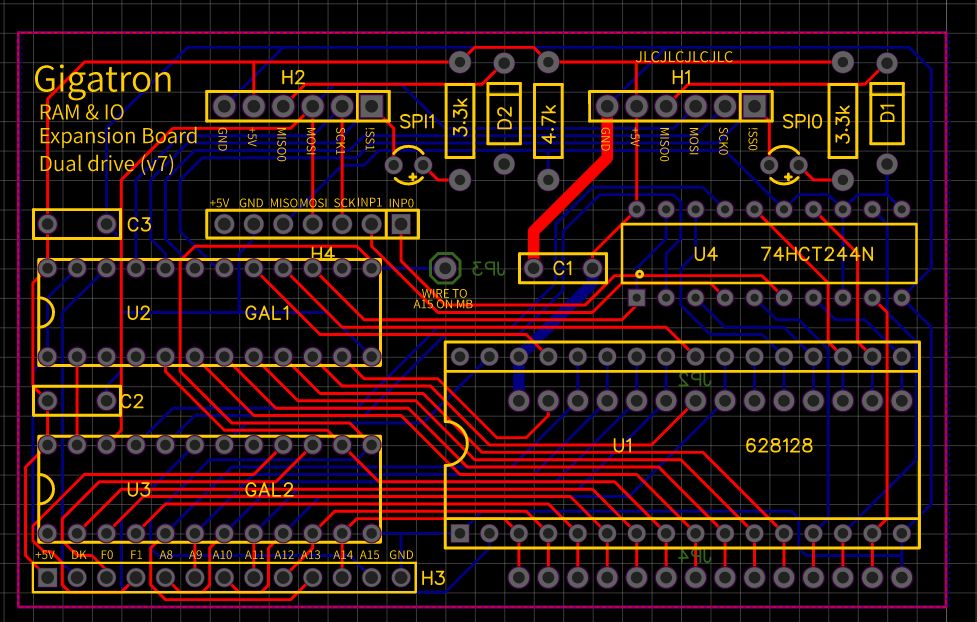 JLCJLCJLCJLC
Gigatron
RAM & IO
Expansion Board
Dual drive (v7)
H2
GND
+5V
MISO0
MOSI
SCK1
!SS1
SPI1
3.3k
D2
4.7k
H1
GND
+5V
MISO0
MOSI
SCK0
!SS0
SPI0
3.3k
D1
+5V GND MISO MOSI SCK INP1 INP0
H4
C3
U2 GAL1
JP3
WIRE TO
A15 ON MB
C1
U4 74HCT244N
C2
JP2
U1 628128
U3 GAL2
JP4
+5V DK F0 F1 A8 A9 A10 A11 A12 A13 A14 A15 GND
H3